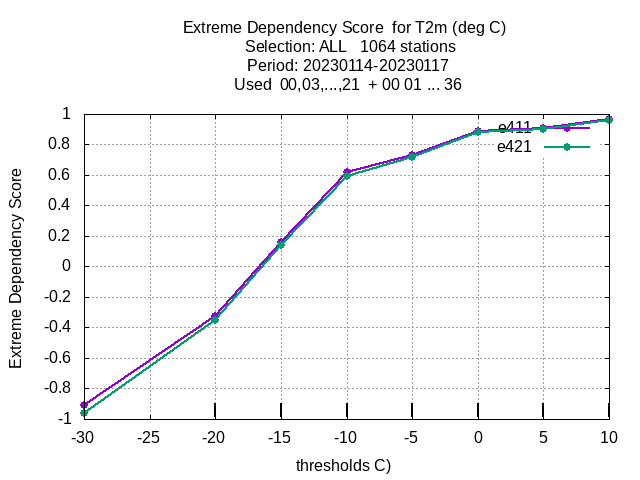 Extreme Dependency Score  for T2m (deg C)
Selection: ALL   1064 stations
Period: 20230114-20230117
Used  00,03,...,21  + 00 01 ... 36
Extreme Dependency Score
1
0.8
0.6
0.4
0.2
0
-0.2
-0.4
-0.6
-0.8
-1
e411
e421
-30 -25 -20 -15 -10 -5 0 5 10
thresholds C)